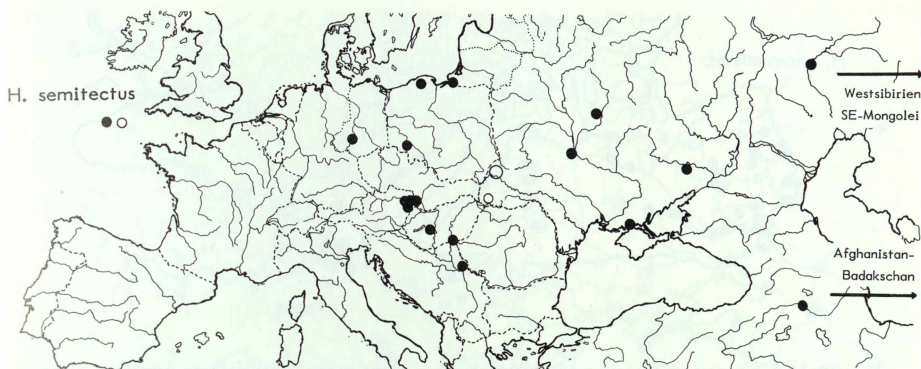 H. semitectus
Westsibirien
SE-Mongolei
Afghanistan-
Badakschan